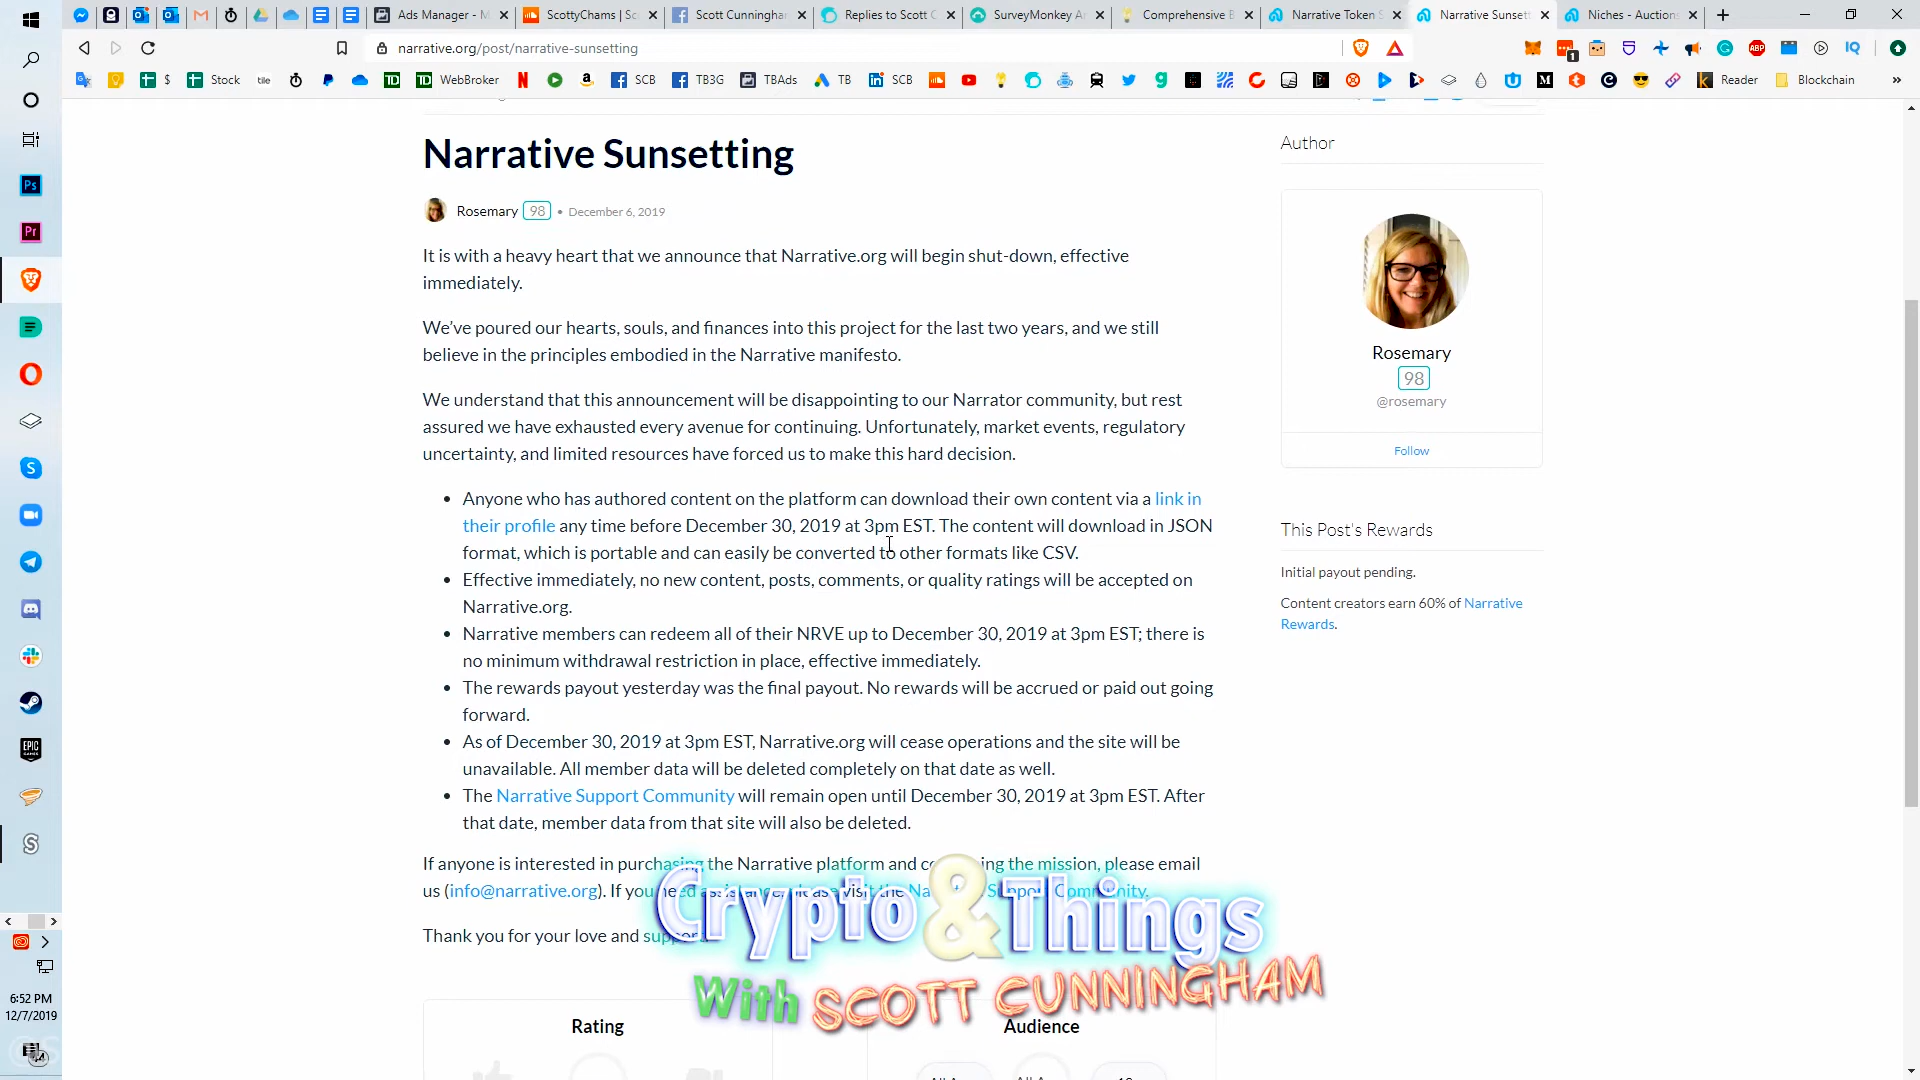 Ads Manager - M
ScottyChams | Sc
Scott Cunningham
Replies to Scott C
SurveyMonkey A
Comprehensive B
Narrative Token S
Narrative Sunsett
Niches - Auctions
narrative.org/post/narrative-sunsetting
$
Stock
tile
WebBroker
SCB
TB3G
TBAds
TB
SCB
Reader
Blockchain
Narrative Sunsetting
Rosemary 98 • December 6, 2019
It is with a heavy heart that we announce that Narrative.org will begin shut-down, effective
immediately.
We've poured our hearts, souls, and finances into this project for the last two years, and we still
believe in the principles embodied in the Narrative manifesto.
We understand that this announcement will be disappointing to our Narrator community, but rest
assured we have exhausted every avenue for continuing. Unfortunately, market events, regulatory
uncertainty, and limited resources have forced us to make this hard decision.
• Anyone who has authored content on the platform can download their own content via a link in
their profile any time before December 30, 2019 at 3pm EST. The content will download in JSON
format, which is portable and can easily be converted to other formats like CSV.
• Effective immediately, no new content, posts, comments, or quality ratings will be accepted on
Narrative.org.
• Narrative members can redeem all of their NRVE up to December 30, 2019 at 3pm EST; there is
no minimum withdrawal restriction in place, effective immediately.
• The rewards payout yesterday was the final payout. No rewards will be accrued or paid out going
forward.
• As of December 30, 2019 at 3pm EST, Narrative.org will cease operations and the site will be
unavailable. All member data will be deleted completely on that date as well.
• The Narrative Support Community will remain open until December 30, 2019 at 3pm EST. After
that date, member data from that site will also be deleted.
If anyone is interested in purchasing the Narrative platform and the mission, please email
us (info@narrative.org). If you need assistance, please visit the Support Community.
Thank you for your love and support.
Crypto & Things
With SCOTT CUNNINGHAM
Rating
Audience
Author
Rosemary
98
@rosemary
Follow
This Post's Rewards
Initial payout pending.
Content creators earn 60% of Narrative
Rewards.
6:52 PM
12/7/2019